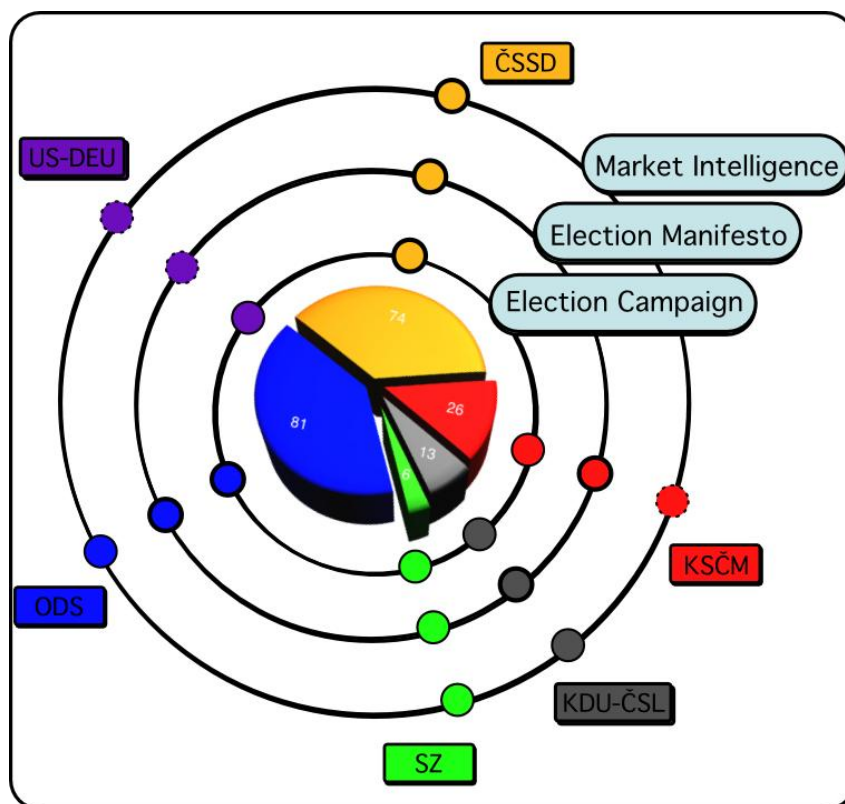 ČSSD
US-DEU
Market Intelligence
Election Manifesto
Election Campaign
74
81
26
13
6
KSČM
ODS
KDU-ČSL
SZ